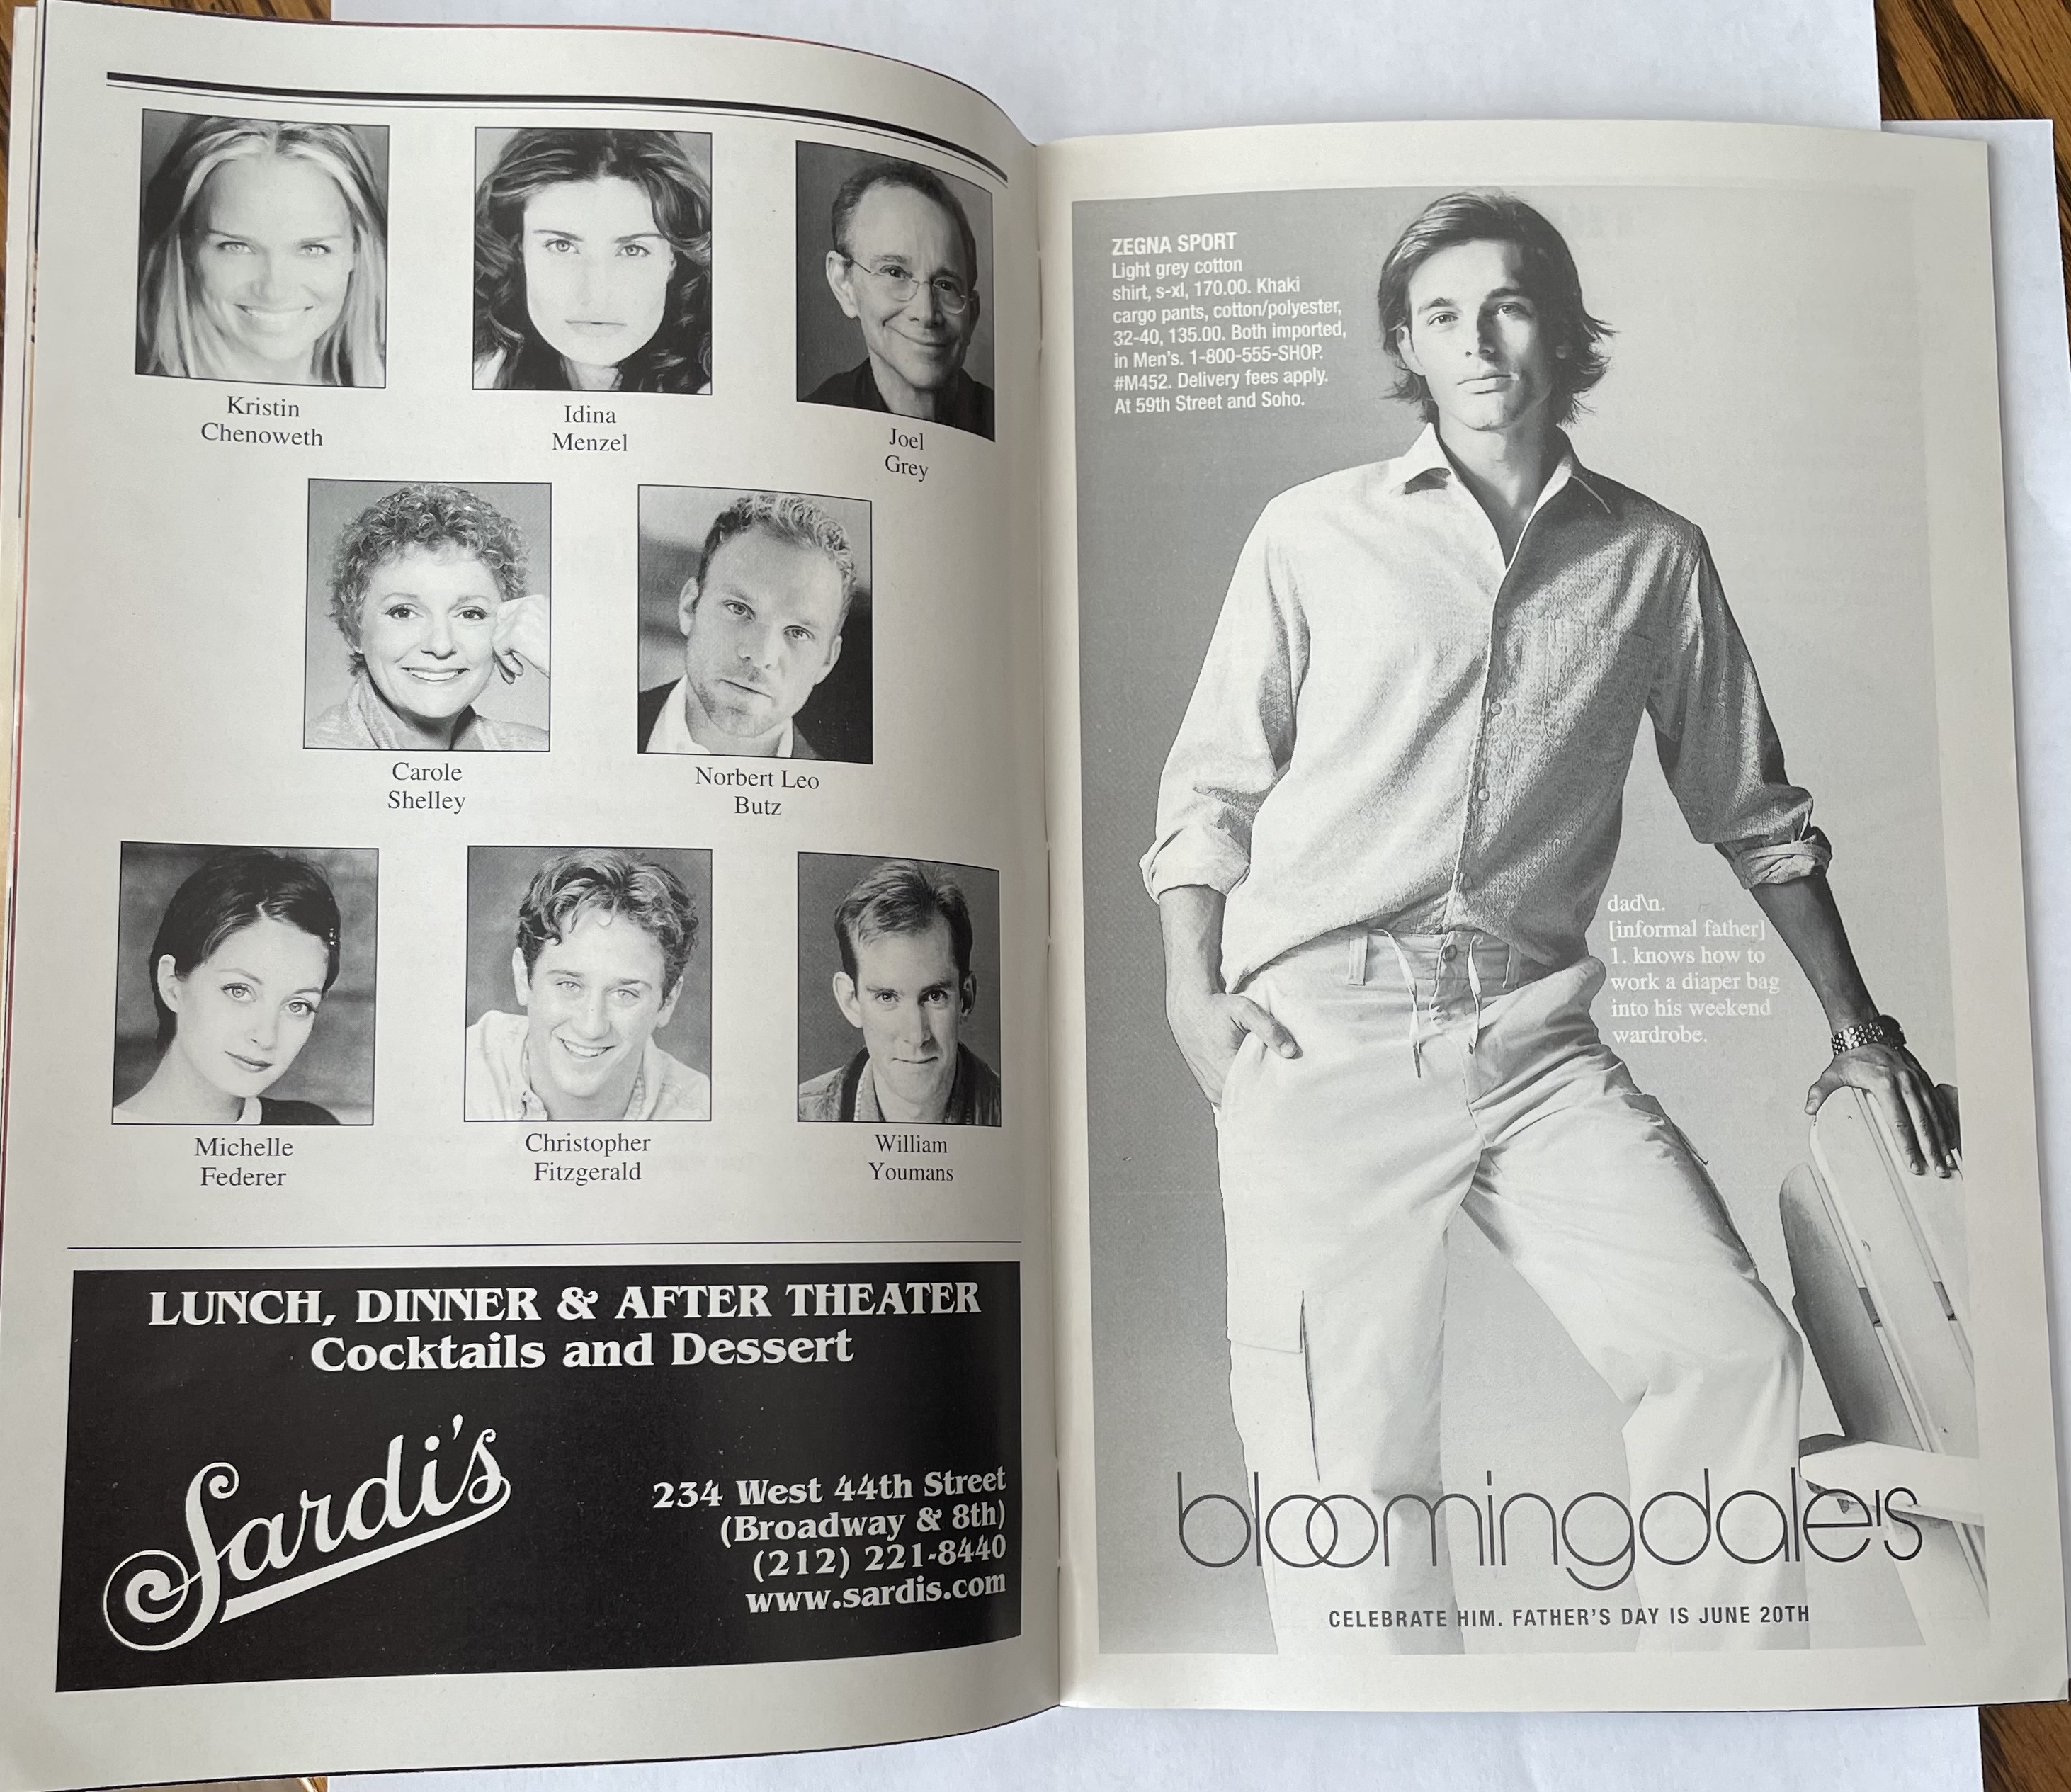 Kristin
Chenoweth
Idina
Menzel
Joel
Grey
Carole
Shelley
Norbert Leo
Butz
Michelle
Federer
Christopher
Fitzgerald
William
Youmans
LUNCH, DINNER & AFTER THEATER
Cocktails and Dessert
Sardi's
234 West 44th Street
(Broadway & 8th)
(212) 221-8440
www.sardis.com
ZEGNA SPORT
Light grey cotton
shirt, s-xl, 170.00. Khaki
cargo pants, cotton/polyester,
32-40, 135.00. Both imported,
in Men's. 1-800-555-SHOP.
#M452. Delivery fees apply.
At 59th Street and Soho.
dad\n.
[informal father]
1. knows how to
work a diaper bag
into his weekend
wardrobe.
bloomingdale's
CELEBRATE HIM. FATHER'S DAY IS JUNE 20TH